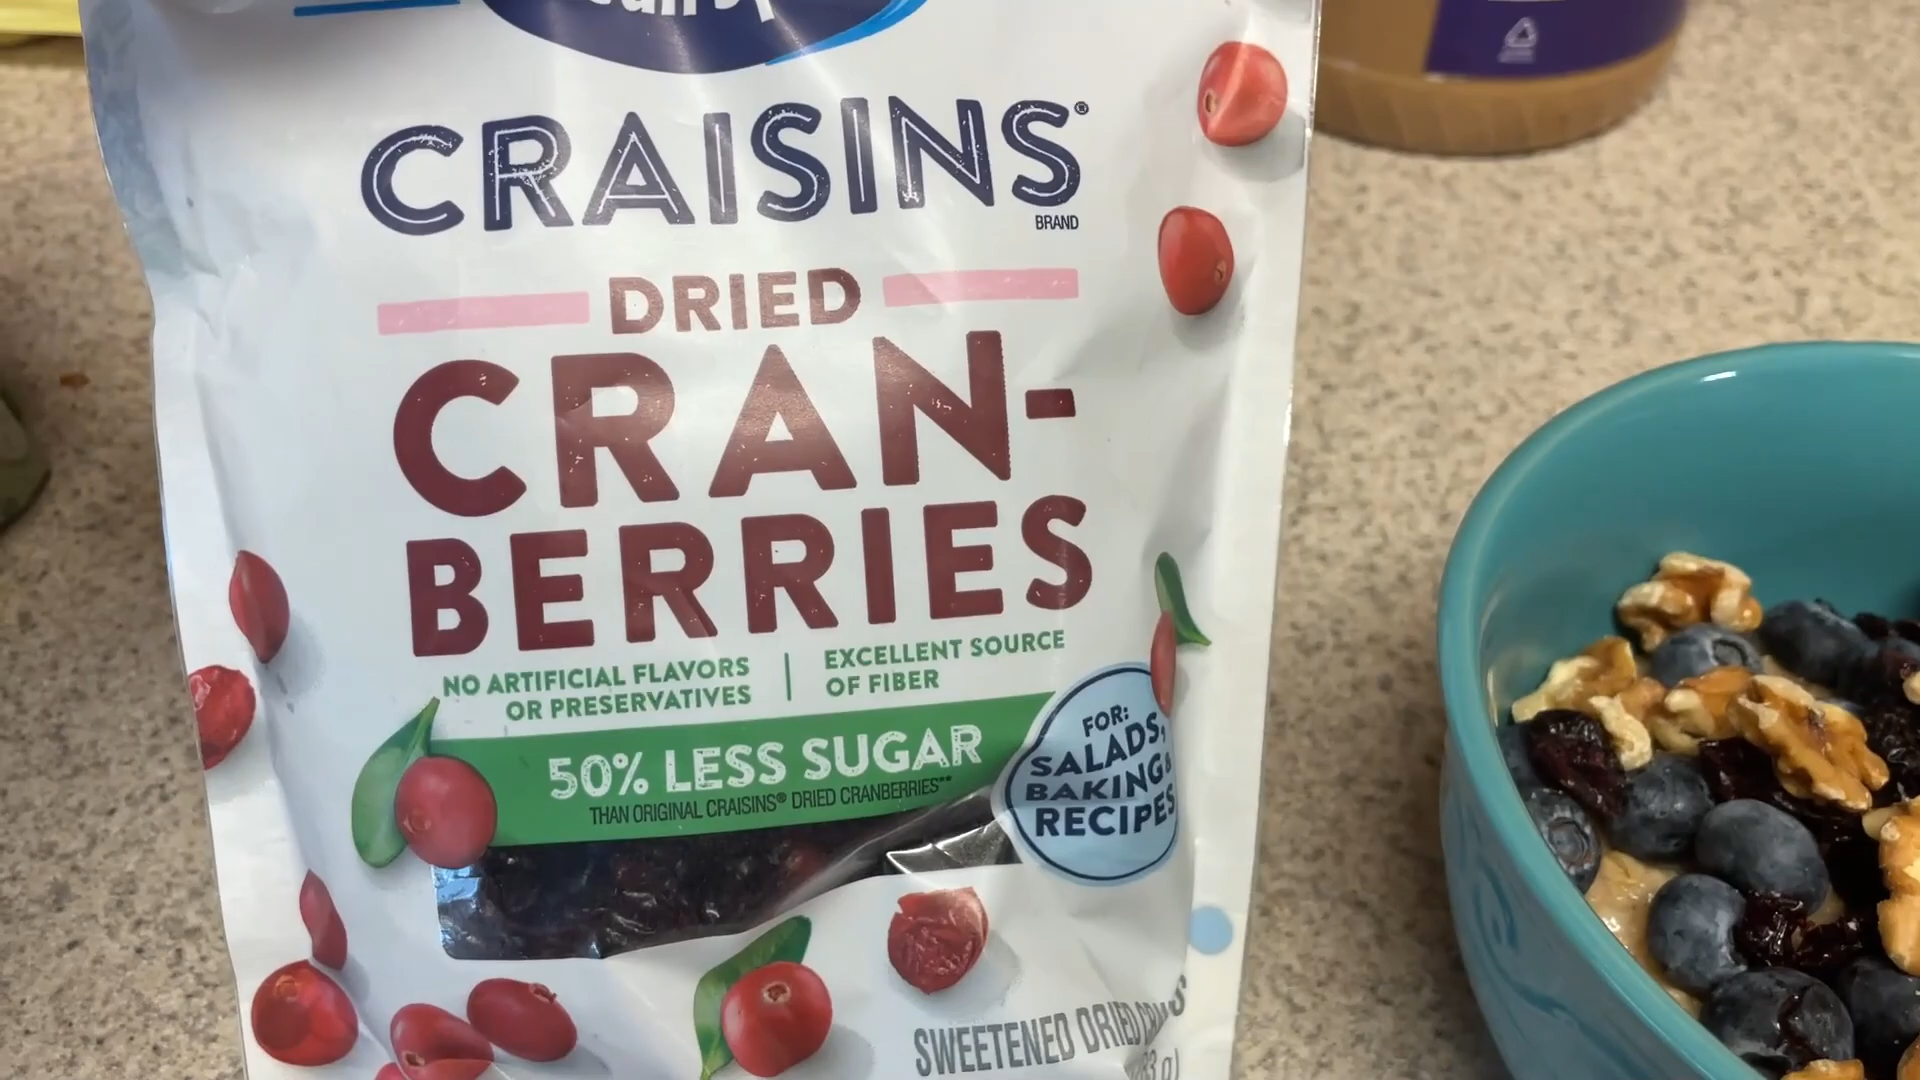 CRAISINS®
BRAND
DRIED
CRAN-
BERRIES
NO ARTIFICIAL FLAVORS
OR PRESERVATIVES
EXCELLENT SOURCE
OF FIBER
50% LESS SUGAR
THAN ORIGINAL CRAISINS® DRIED CRANBERRIES**
FOR:
SALADS,
BAKING &
RECIPES
SWEETENED DRIED